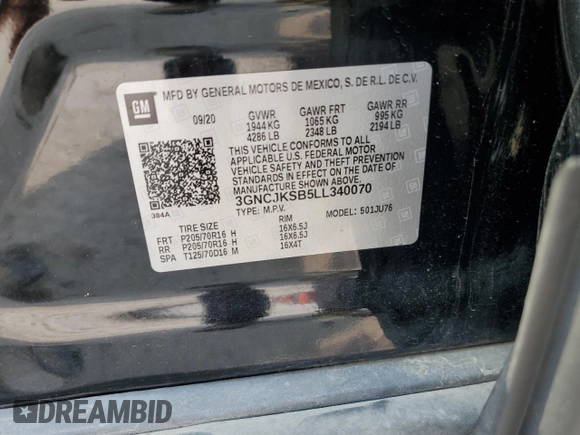 GM
MFD BY GENERAL MOTORS DE MEXICO, S. DE R.L. DE C.V.
09/20 GVWR GAWR FRT GAWR RR
1944 KG 1065 KG 995 KG
4286 LB 2348 LB 2194 LB
THIS VEHICLE CONFORMS TO ALL
APPLICABLE U.S. FEDERAL MOTOR
VEHICLE SAFETY AND THEFT PREVENTION
STANDARDS IN EFFECT ON THE DATE OF
MANUFACTURE SHOWN ABOVE.
3GNCJKSB5LL340070
384A TYPE: M.P.V. MODEL: 501JU76
TIRE SIZE RIM
FRT P205/70R16 H 16X6.5J
RR P205/70R16 H 16X6.5J
SPA T125/70D16 M 16X4T
DREAMBID